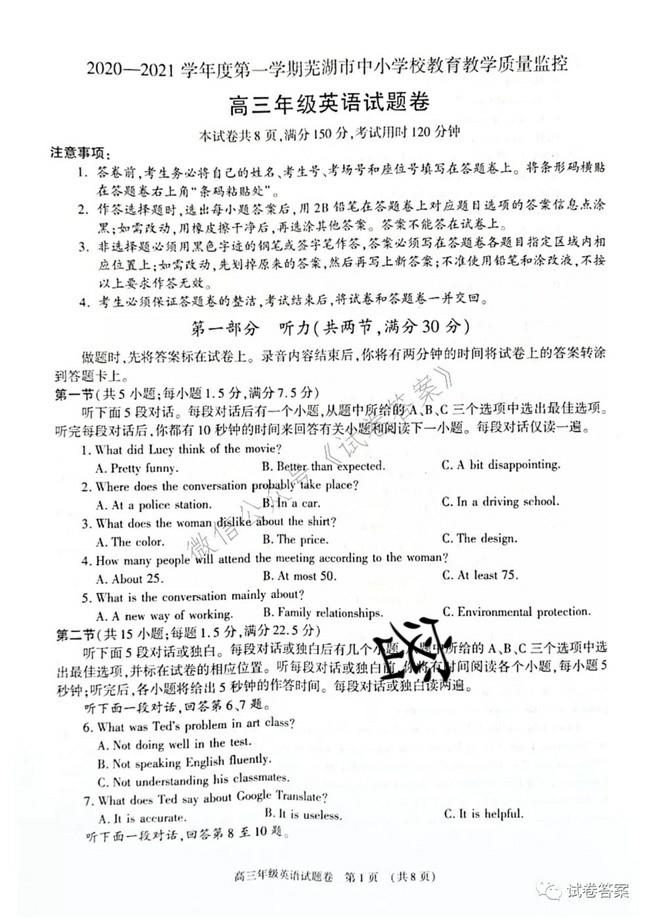 2020—2021学年度第一学期芜湖市中小学校教育教学质量监控
高三年级英语试题卷
本试卷共8页,满分150分,考试用时120分钟
注意事项:
1. 答卷前,考生务必将自己的姓名、考生号、考场号和座位号填写在答题卷上。将条形码横贴
在答题卷右上角“条码粘贴处”。
2. 作答选择题时,选出每小题答案后,用2B铅笔在答题卷上对应题目选项的答案信息点涂
黑;如需改动,用橡皮擦干净后,再选涂其他答案。答案不能答在试卷上。
3. 非选择题必须用黑色字迹的钢笔或签字笔作答,答案必须写在答题卷各题目指定区域内相
应位置上;如需改动,先划掉原来的答案,然后再写上新答案;不准使用铅笔和涂改液,不按
以上要求作答无效。
4. 考生必须保证答题卷的整洁,考试结束后,将试卷和答题卷一并交回。
第一部分 听力(共两节,满分30分)
做题时,先将答案标在试卷上。录音内容结束后,你将有两分钟的时间将试卷上的答案转涂
到答题卡上。
第一节(共5小题;每小题1.5分,满分7.5分)
听下面5段对话。每段对话后有一个小题,从题中所给的A、B、C三个选项中选出最佳选项。
听完每段对话后,你都有10秒钟的时间来回答有关小题和阅读下一小题。每段对话仅读一遍。
1. What did Lucy think of the movie?
A. Pretty funny. B. Better than expected. C. A bit disappointing.
2. Where does the conversation probably take place?
A. At a police station. B. In a car. C. In a driving school.
3. What does the woman dislike about the shirt?
A. The color. B. The price. C. The design.
4. How many people will attend the meeting according to the woman?
A. About 25. B. At most 50. C. At least 75.
5. What is the conversation mainly about?
A. A new way of working. B. Family relationships. C. Environmental protection.
第二节(共15小题;每题1.5分,满分22.5分)
听下面5段对话或独白。每段对话或独白后有几个小题,从题中所给的A、B、C三个选项中选
出最佳选项,并标在试卷的相应位置。听每段对话或独白前,你将有时间阅读各个小题,每小题5
秒钟;听完后,各小题将给出5秒钟的作答时间。每段对话或独白读两遍。
听下面一段对话,回答第6、7题。
6. What was Ted's problem in art class?
A. Not doing well in the test.
B. Not speaking English fluently.
C. Not understanding his classmates.
7. What does Ted say about Google Translate?
A. It is accurate. B. It is useless. C. It is helpful.
听下面一段对话,回答第8至10题。
高三年级英语试题卷 第1页 (共8页)
微信公众号《试卷答案》
试卷答案